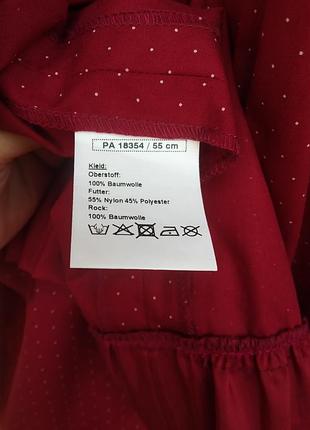 PA 18354 / 55 cm
Kleid:
Oberstoff:
100% Baumwolle
Futter:
55% Nylon 45% Polyester
Rock:
100% Baumwolle